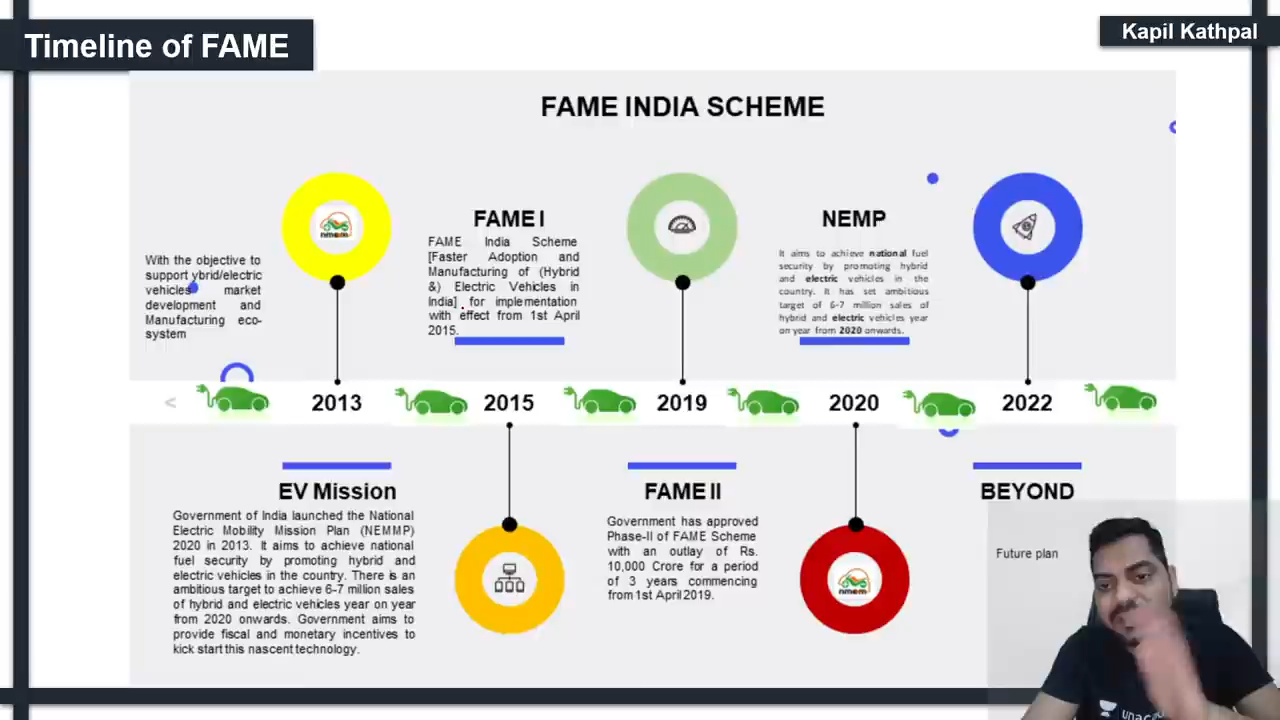 Timeline of FAME
Kapil Kathpal
FAME INDIA SCHEME
With the objective to
support ybrid/electric
vehicles market
development and
Manufacturing eco-
system
FAME I
FAME India Scheme
[Faster Adoption and
Manufacturing of (Hybrid
&) Electric Vehicles in
India] for implementation
with effect from 1st April
2015.
NEMP
It aims to achieve national fuel
security by promoting hybrid
and electric vehicles in the
country. It has set ambitious
target of 6-7 million sales of
hybrid and electric vehicles year
on year from 2020 onwards.
<
2013
2015
2019
2020
2022
EV Mission
Government of India launched the National
Electric Mobility Mission Plan (NEMMP)
2020 in 2013. It aims to achieve national
fuel security by promoting hybrid and
electric vehicles in the country. There is an
ambitious target to achieve 6-7 million sales
of hybrid and electric vehicles year on year
from 2020 onwards. Government aims to
provide fiscal and monetary incentives to
kick start this nascent technology.
FAME II
Government has approved
Phase-II of FAME Scheme
with an outlay of Rs.
10,000 Crore for a period
of 3 years commencing
from 1st April 2019.
BEYOND
Future plan